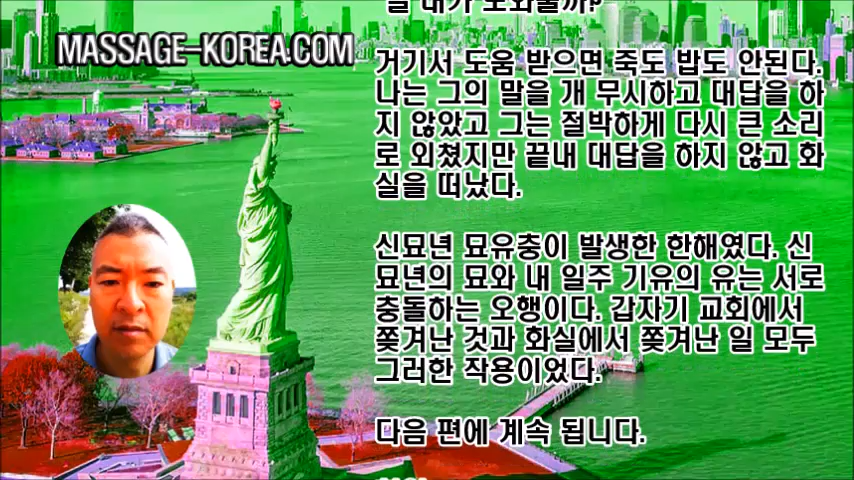 MASSAGE-KOREA.COM
거기서 도움 받으면 죽도 밥도 안된다.
나는 그의 말을 개 무시하고 대답을 하
지 않았고 그는 절박하게 다시 큰 소리
로 외쳤지만 끝내 대답을 하지 않고 화
실을 떠났다.
신묘년 묘유충이 발생한 한해였다. 신
묘년의 묘와 내 일주 기유의 유는 서로
충돌하는 오행이다. 갑자기 교회에서
쫒겨난 것과 화실에서 쫒겨난 일 모두
그러한 작용이었다.
다음 편에 계속 됩니다.